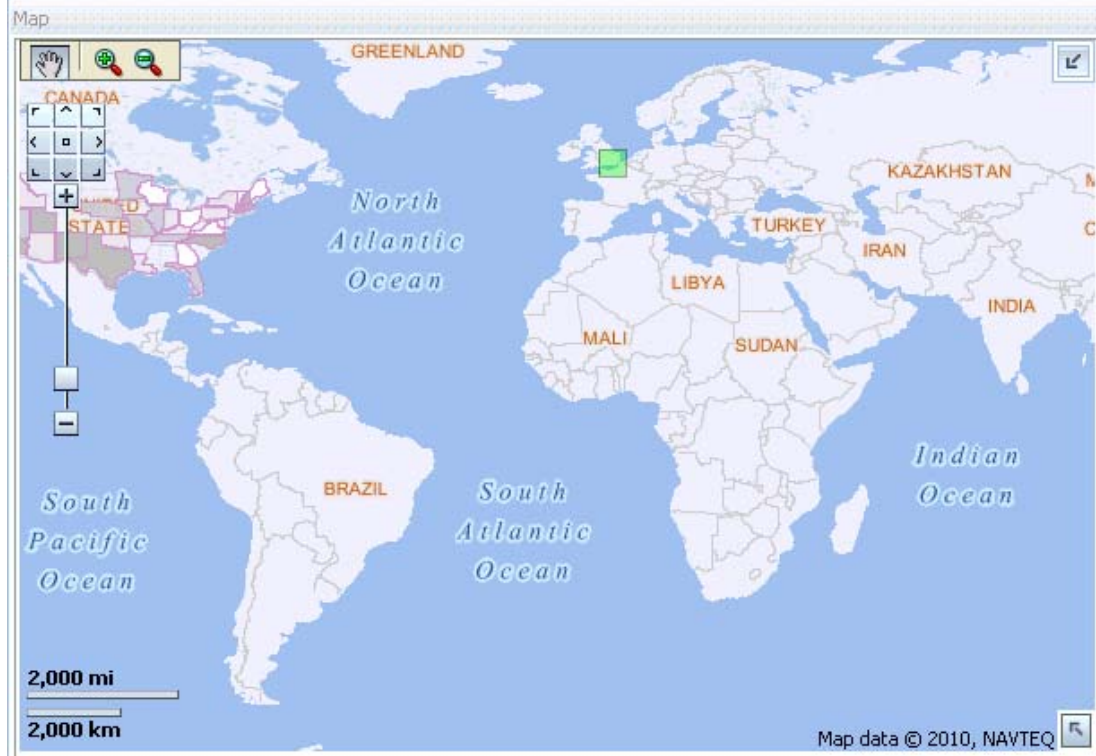 Map
GREENLAND
CANADA
UNITED
STATE
North
Atlantic
Ocean
KAZAKHSTAN
TURKEY
IRAN
LIBYA
INDIA
MALI
SUDAN
BRAZIL
South
Pacific
Ocean
South
Atlantic
Ocean
Indian
Ocean
2,000 mi
2,000 km
Map data © 2010, NAVTEQ